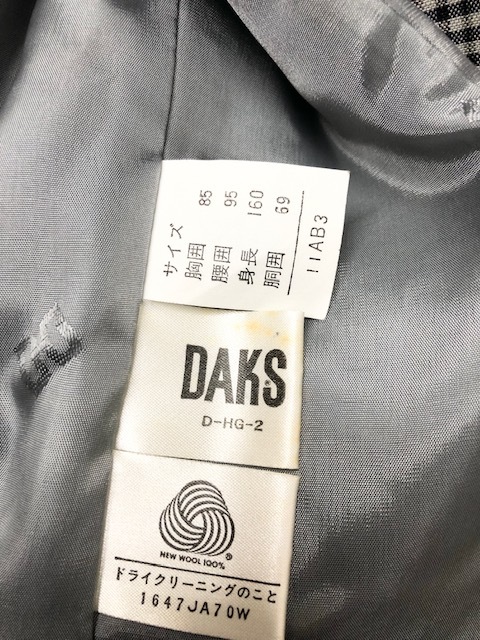 サイズ
胸囲 85
腰囲 95
身長 160
胴囲 69
11AB3
DAKS
D-HG-2
NEW WOOL 100%
®
ドライクリーニングのこと
1647JA70W